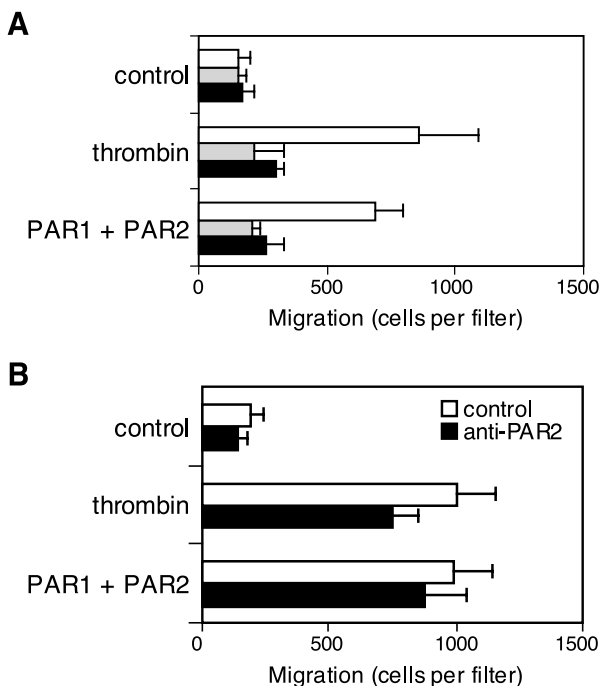 A
control
thrombin
PAR1 + PAR2
0 500 1000 1500
Migration (cells per filter)
B
control
anti-PAR2
control
thrombin
PAR1 + PAR2
0 500 1000 1500
Migration (cells per filter)